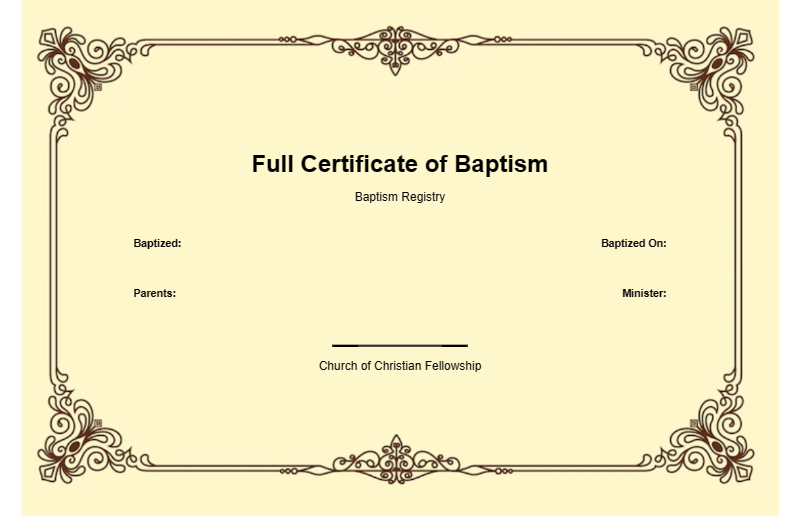 Full Certificate of Baptism
Baptism Registry
Baptized: Baptized On:
Parents: Minister:
Church of Christian Fellowship